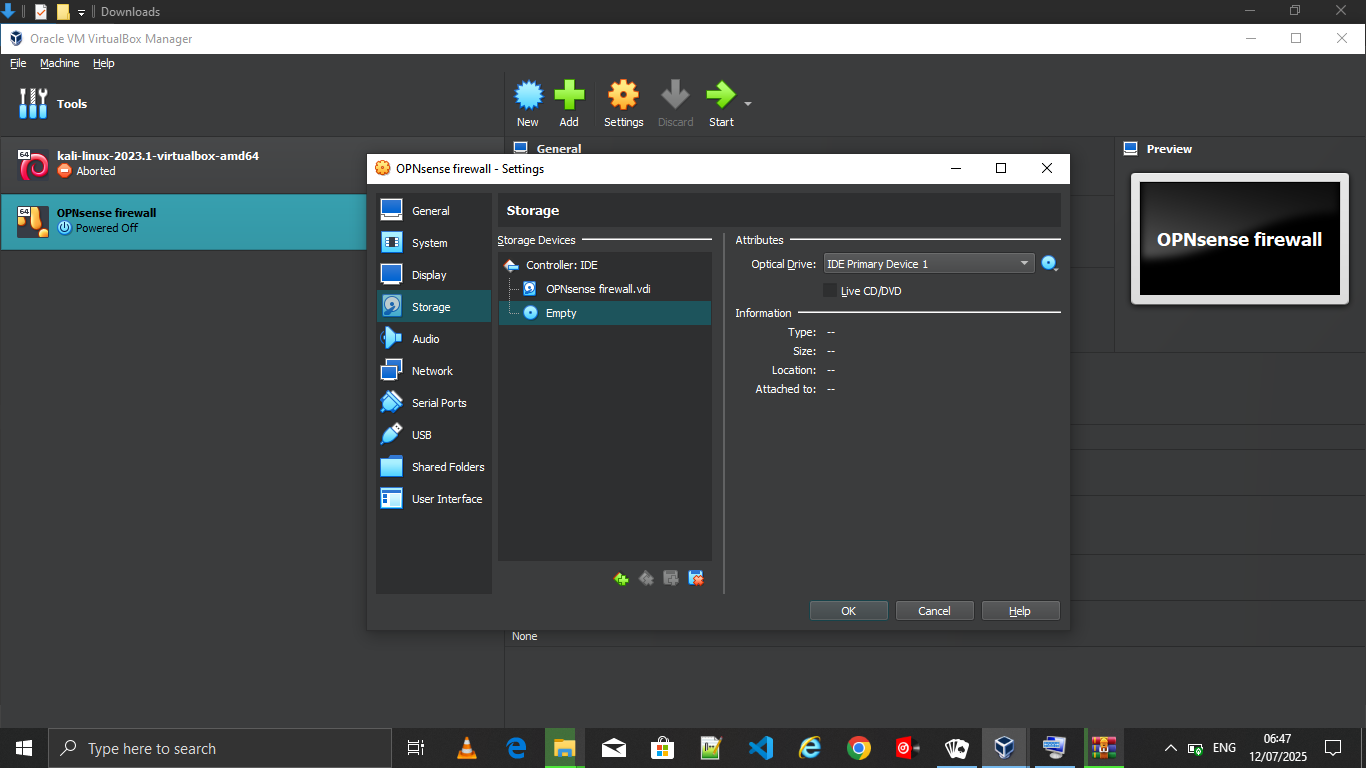 Downloads
Oracle VM VirtualBox Manager
File Machine Help
Tools
New Add Settings Discard Start
64 kali-linux-2023.1-virtualbox-amd64
Aborted
64 OPNsense firewall
Powered Off
General
Preview
OPNsense firewall
OPNsense firewall - Settings
General
System
Display
Storage
Audio
Network
Serial Ports
USB
Shared Folders
User Interface
Storage
Storage Devices
Controller: IDE
OPNsense firewall.vdi
Empty
Attributes
Optical Drive: IDE Primary Device 1
Live CD/DVD
Information
Type: --
Size: --
Location: --
Attached to: --
OK Cancel Help
None
Type here to search
ENG
06:47
12/07/2025